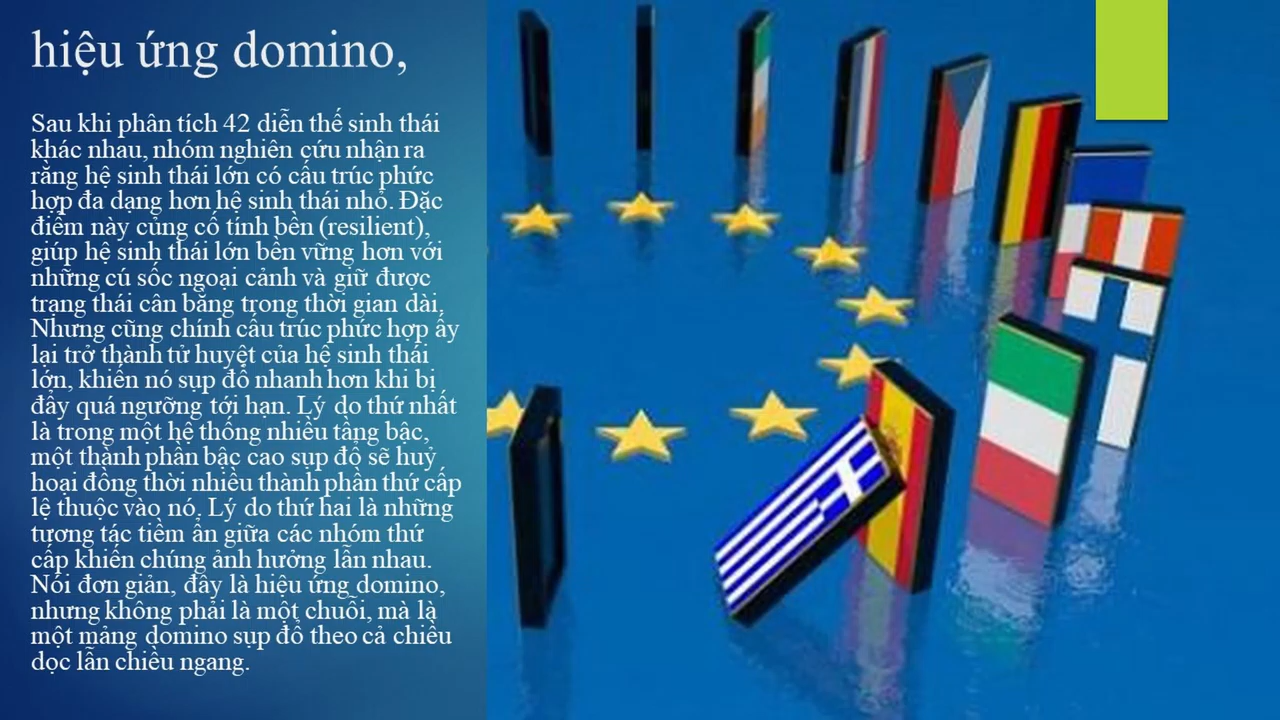 hiệu ứng domino,
Sau khi phân tích 42 diễn thế sinh thái
khác nhau, nhóm nghiên cứu nhận ra
rằng hệ sinh thái lớn có cấu trúc phức
hợp đa dạng hơn hệ sinh thái nhỏ. Đặc
điểm này củng cố tính bền (resilient),
giúp hệ sinh thái lớn bền vững hơn với
những cú sốc ngoại cảnh và giữ được
trạng thái cân bằng trong thời gian dài.
Nhưng cũng chính cấu trúc phức hợp ấy
lại trở thành tử huyệt của hệ sinh thái
lớn, khiến nó sụp đổ nhanh hơn khi bị
đẩy quá ngưỡng tới hạn. Lý do thứ nhất
là trong một hệ thống nhiều tầng bậc,
một thành phần bậc cao sụp đổ sẽ huỷ
hoại đồng thời nhiều thành phần thứ cấp
lệ thuộc vào nó. Lý do thứ hai là những
tương tác tiềm ẩn giữa các nhóm thứ
cấp khiến chúng ảnh hưởng lẫn nhau.
Nói đơn giản, đây là hiệu ứng domino,
nhưng không phải là một chuỗi, mà là
một mảng domino sụp đổ theo cả chiều
dọc lẫn chiều ngang.